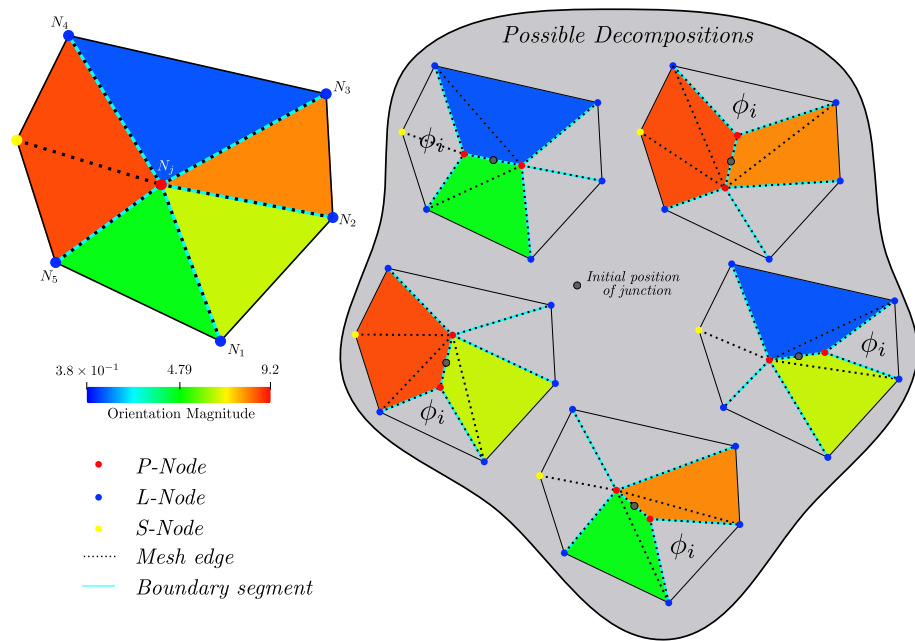 N₄
Possible Decompositions
N₃
ϕᵢ
ϕᵢ
Nⱼ
N₂
N₅
Initial position
of junction
N₁
ϕᵢ
3.8 × 10⁻¹ 4.79 9.2
Orientation Magnitude
ϕᵢ
P-Node
L-Node
S-Node
Mesh edge
ϕᵢ
Boundary segment